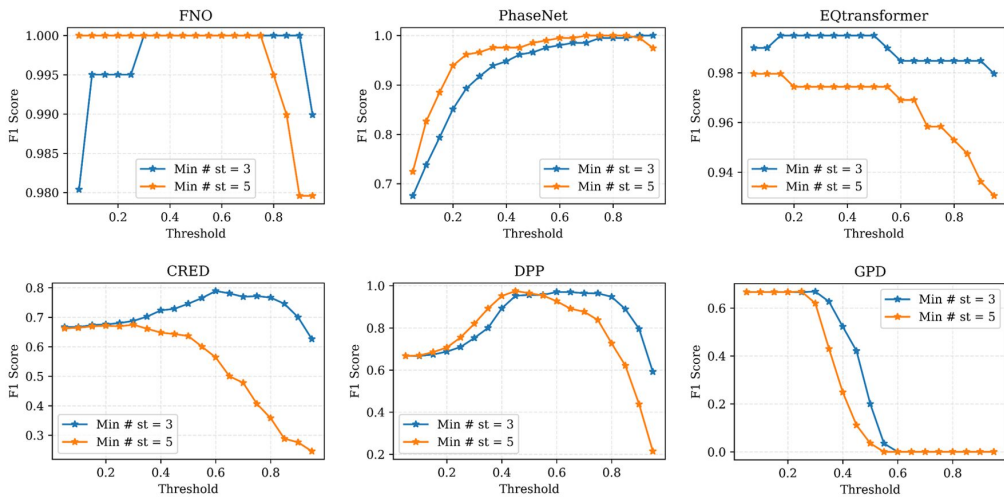 FNO
F1 Score
1.000
0.995
0.990
0.985
0.980
Min # st = 3
Min # st = 5
0.2 0.4 0.6 0.8
Threshold
PhaseNet
F1 Score
1.0
0.9
0.8
0.7
Min # st = 3
Min # st = 5
0.2 0.4 0.6 0.8
Threshold
EQtransformer
F1 Score
0.98
0.96
0.94
Min # st = 3
Min # st = 5
0.2 0.4 0.6 0.8
Threshold
CRED
F1 Score
0.8
0.7
0.6
0.5
0.4
0.3
Min # st = 3
Min # st = 5
0.2 0.4 0.6 0.8
Threshold
DPP
F1 Score
1.0
0.8
0.6
0.4
0.2
Min # st = 3
Min # st = 5
0.2 0.4 0.6 0.8
Threshold
GPD
F1 Score
0.6
0.4
0.2
0.0
Min # st = 3
Min # st = 5
0.2 0.4 0.6 0.8
Threshold